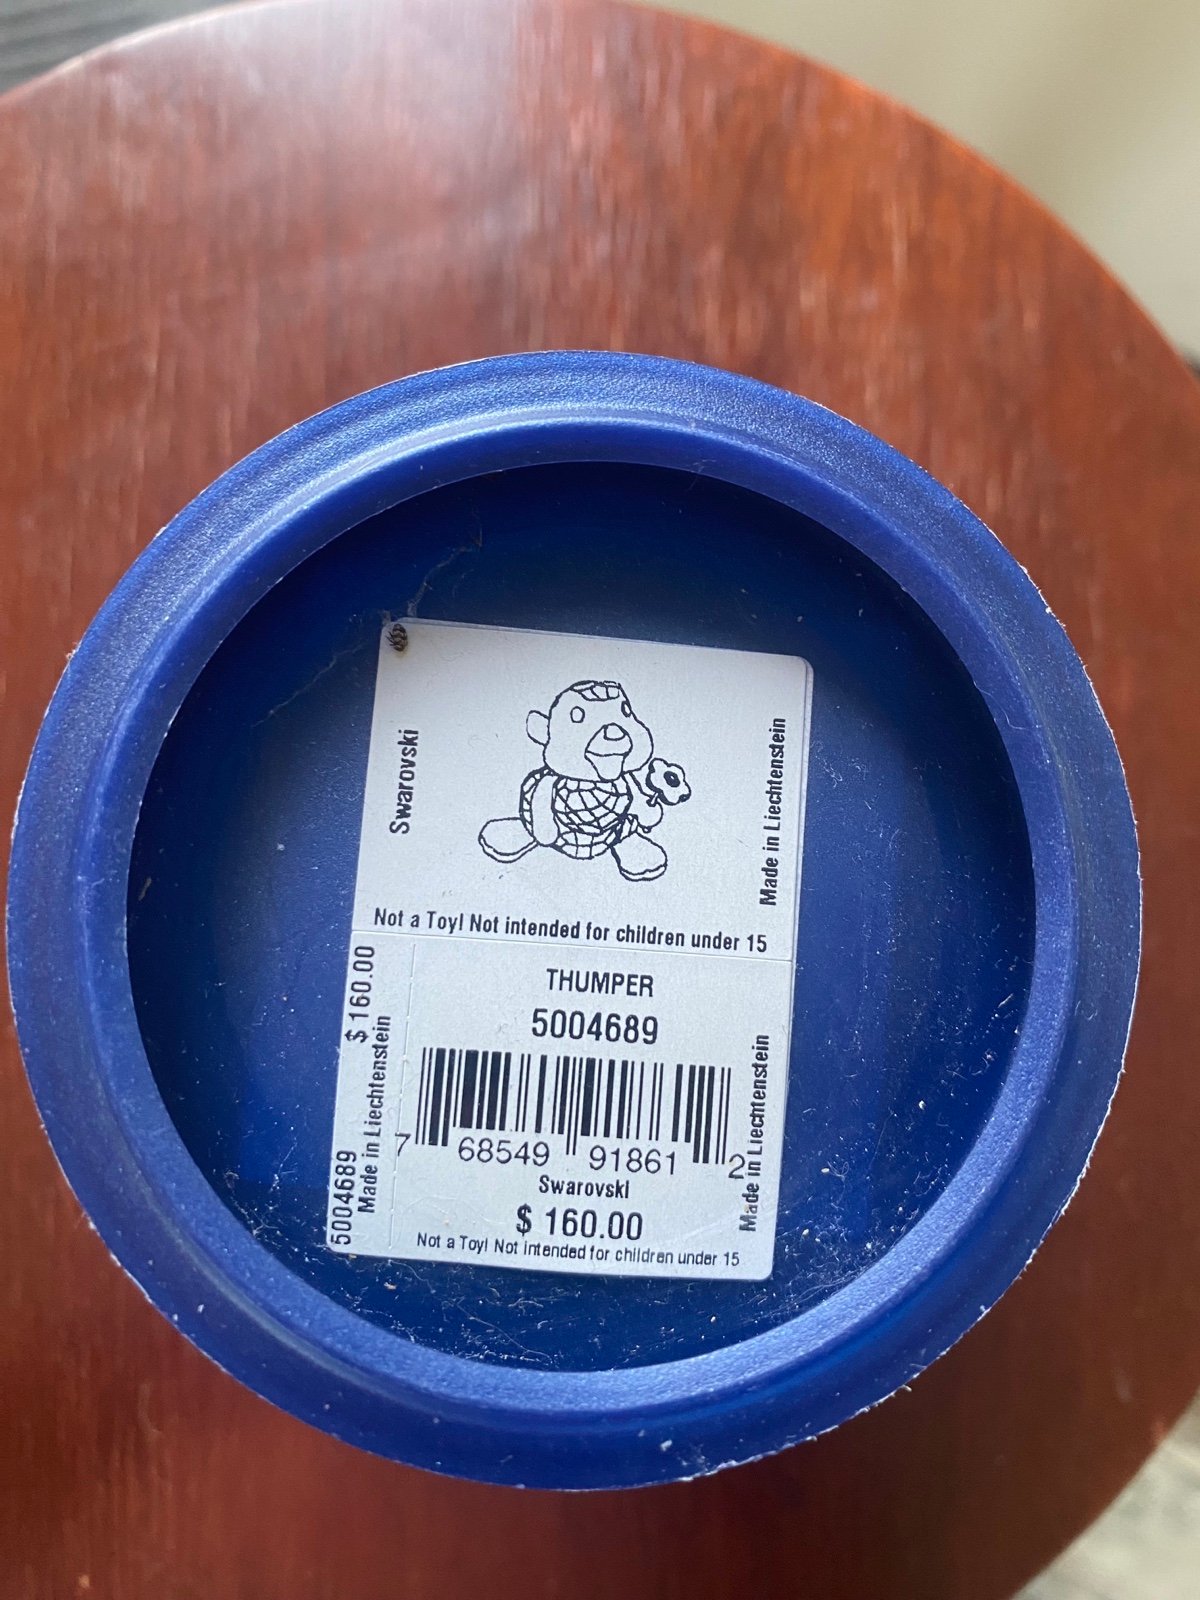 Swarovski
Made in Liechtenstein
Not a Toy! Not intended for children under 15
$ 160.00
Made in Liechtenstein
5004689
THUMPER
5004689
7 68549 91861 2
Swarovski
$ 160.00
Not a Toy! Not intended for children under 15
Made in Liechtenstein